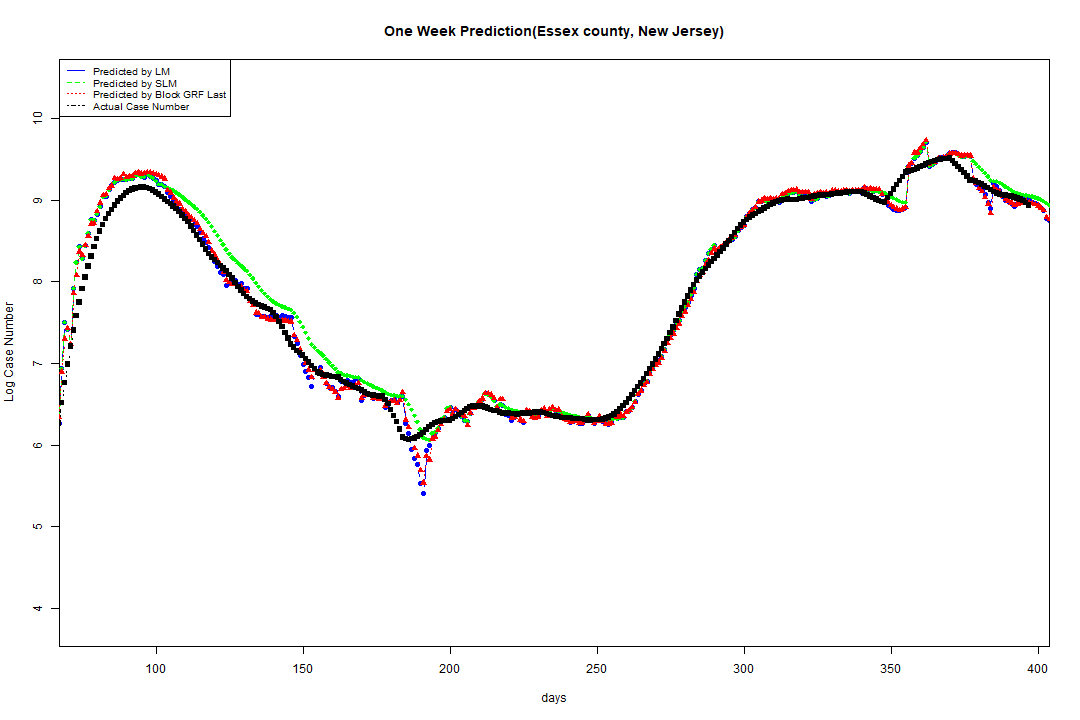 One Week Prediction(Essex county, New Jersey)
Predicted by LM
Predicted by SLM
Predicted by Block GRF Last
Actual Case Number
10
9
8
7
6
5
4
Log Case Number
100 150 200 250 300 350 400
days